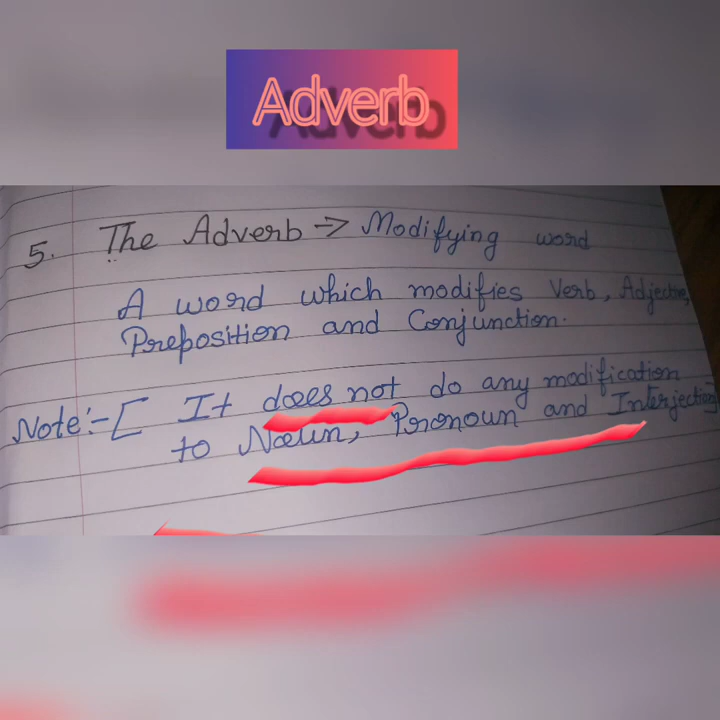 Adverb
5. The Adverb → Modifying word
A word which modifies Verb, Adjective,
Preposition and Conjunction.
Note:- [ It does not do any modification
to Noun, Pronoun and Interjection]